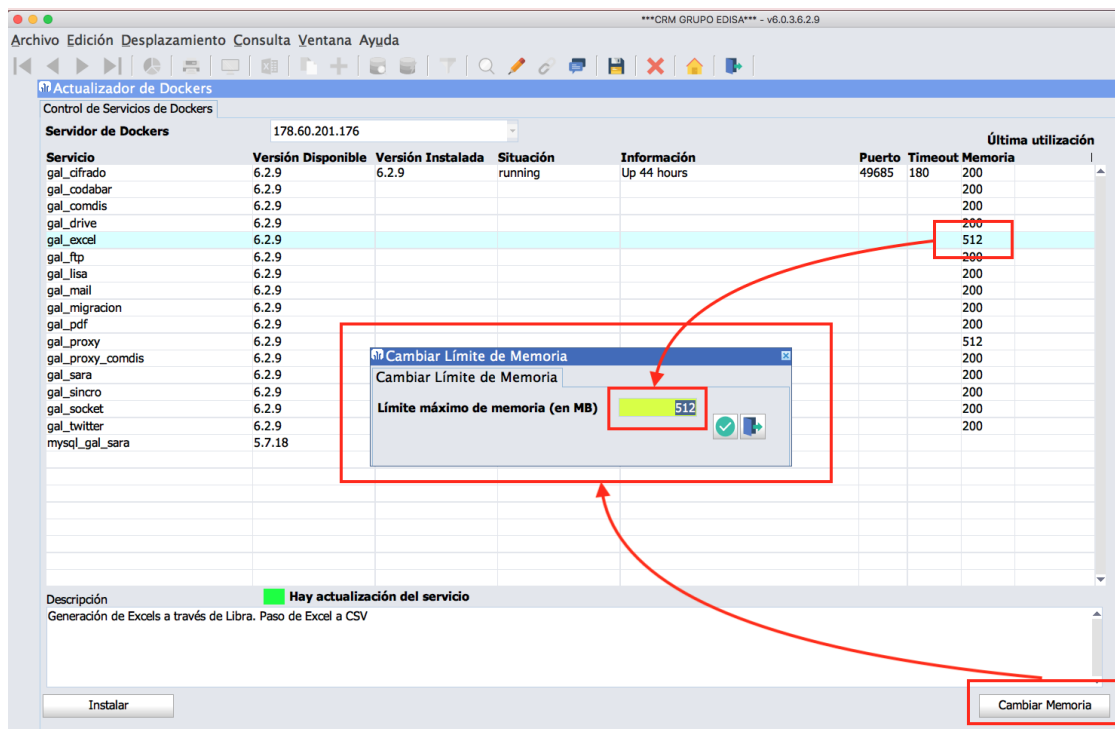 ***CRM GRUPO EDISA*** - v6.0.3.6.2.9
Archivo Edición Desplazamiento Consulta Ventana Ayuda
Actualizador de Dockers
Control de Servicios de Dockers
Servidor de Dockers 178.60.201.176
Última utilización
Servicio Versión Disponible Versión Instalada Situación Información Puerto Timeout Memoria
gal_cifrado 6.2.9 6.2.9 running Up 44 hours 49685 180 200
gal_codabar 6.2.9 200
gal_comdis 6.2.9 200
gal_drive 6.2.9 200
gal_excel 6.2.9 512
gal_ftp 6.2.9 200
gal_lisa 6.2.9 200
gal_mail 6.2.9 200
gal_migracion 6.2.9 200
gal_pdf 6.2.9 200
gal_proxy 6.2.9 512
gal_proxy_comdis 6.2.9 200
gal_sara 6.2.9 200
gal_sincro 6.2.9 200
gal_socket 6.2.9 200
gal_twitter 6.2.9 200
mysql_gal_sara 5.7.18
Cambiar Límite de Memoria
Cambiar Límite de Memoria
Límite máximo de memoria (en MB) 512
Descripción Hay actualización del servicio
Generación de Excels a través de Libra. Paso de Excel a CSV
Instalar Cambiar Memoria